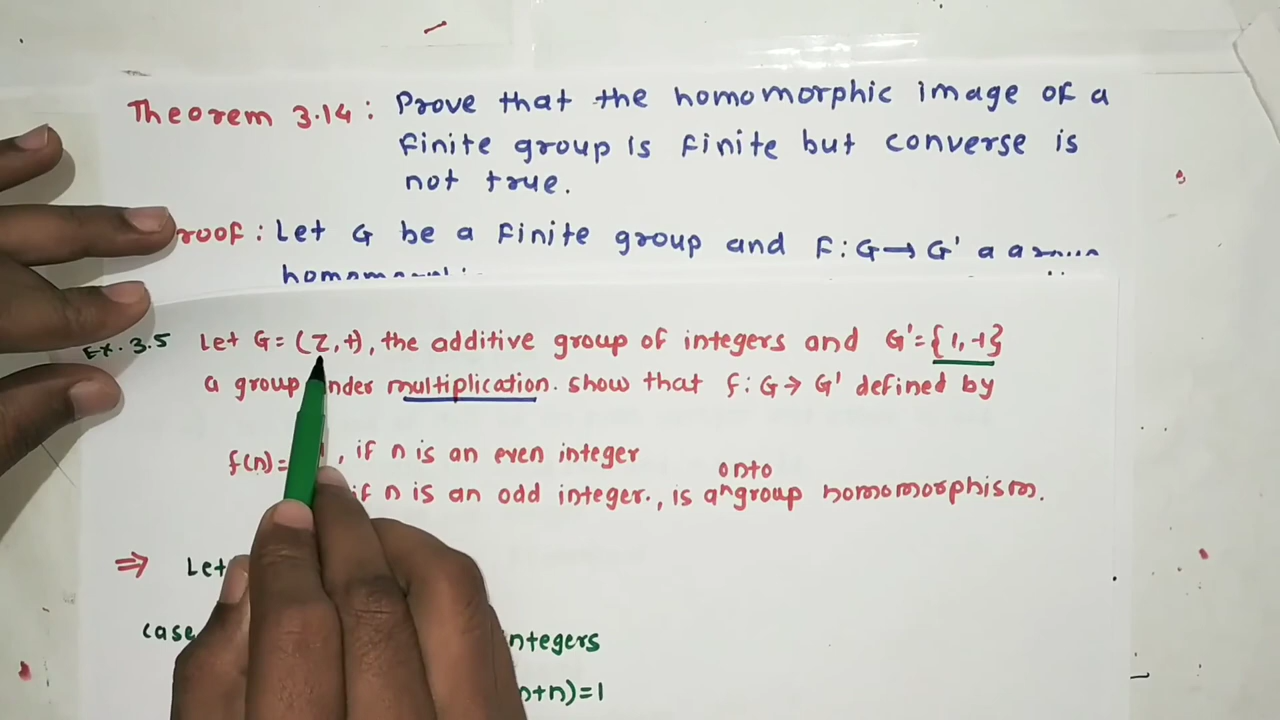 Theorem 3.14: Prove that the homomorphic image of a
finite group is finite but converse is
not true.
roof: Let G be a finite group and F: G → G' a
Ex. 3.5 Let G = (Z, +), the additive group of integers and G' = {1, -1}
a group under multiplication. show that f: G → G' defined by
f(n)= , if n is an even integer
onto
if n is an odd integer., is a^n group homomorphism.
⇒ Let
case ntegers
+n)=1